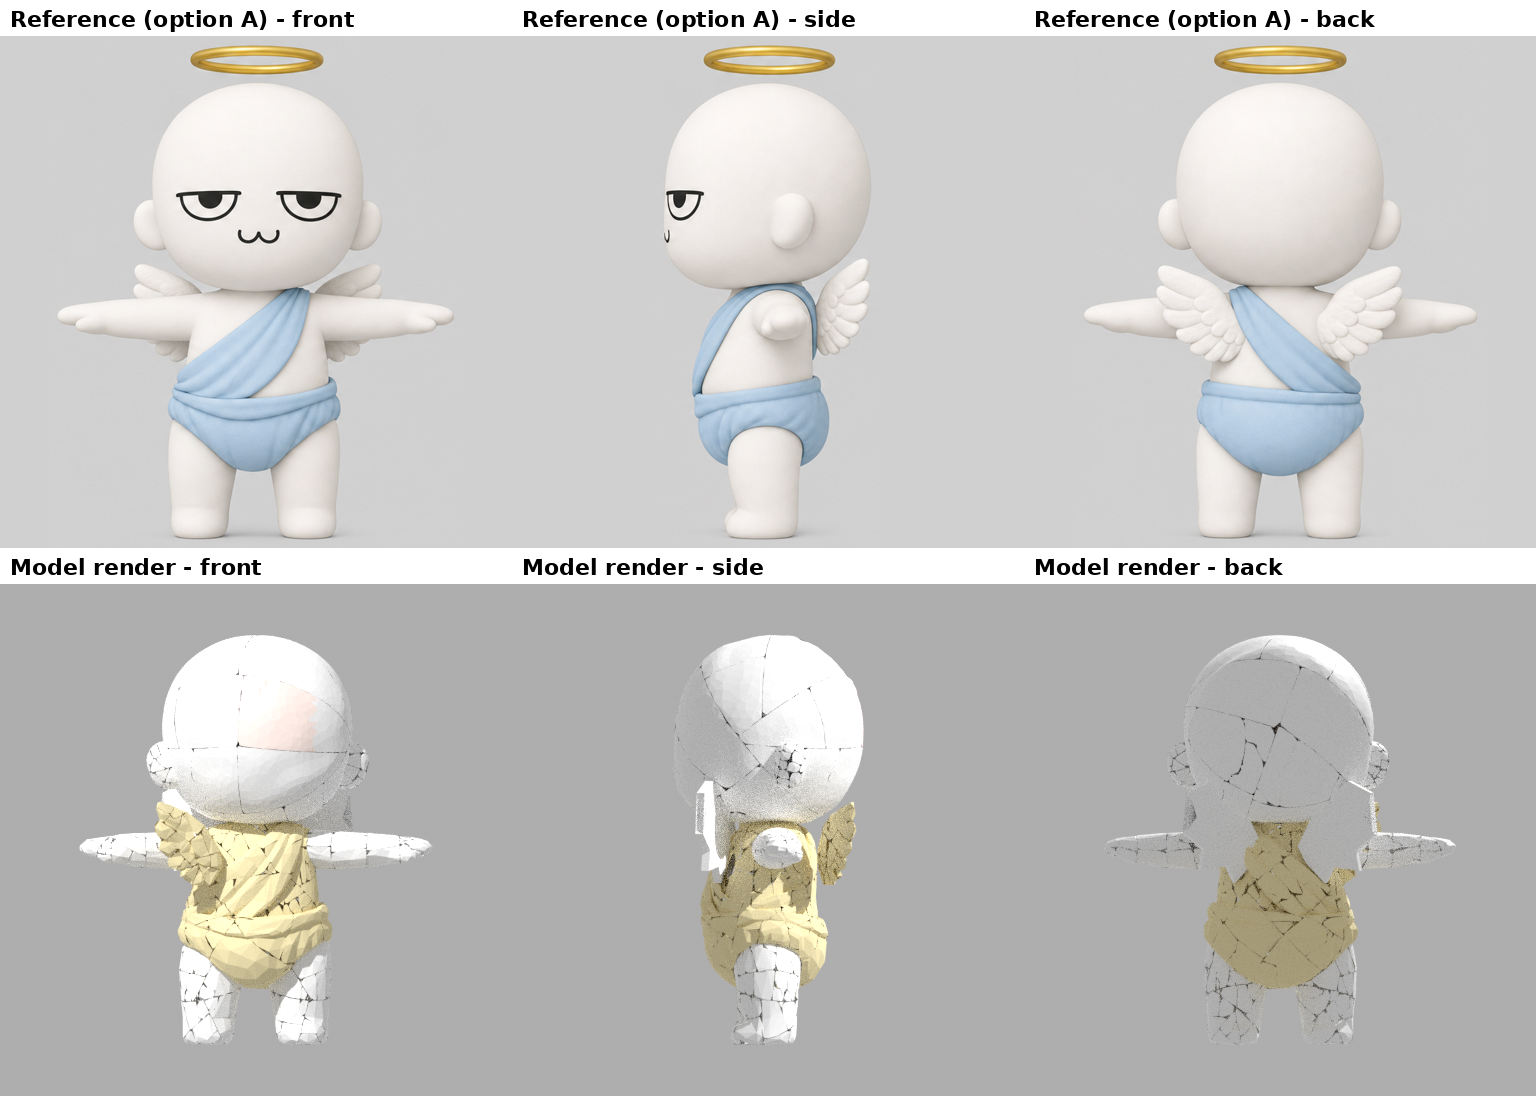 Reference (option A) - front
Reference (option A) - side
Reference (option A) - back
Model render - front
Model render - side
Model render - back